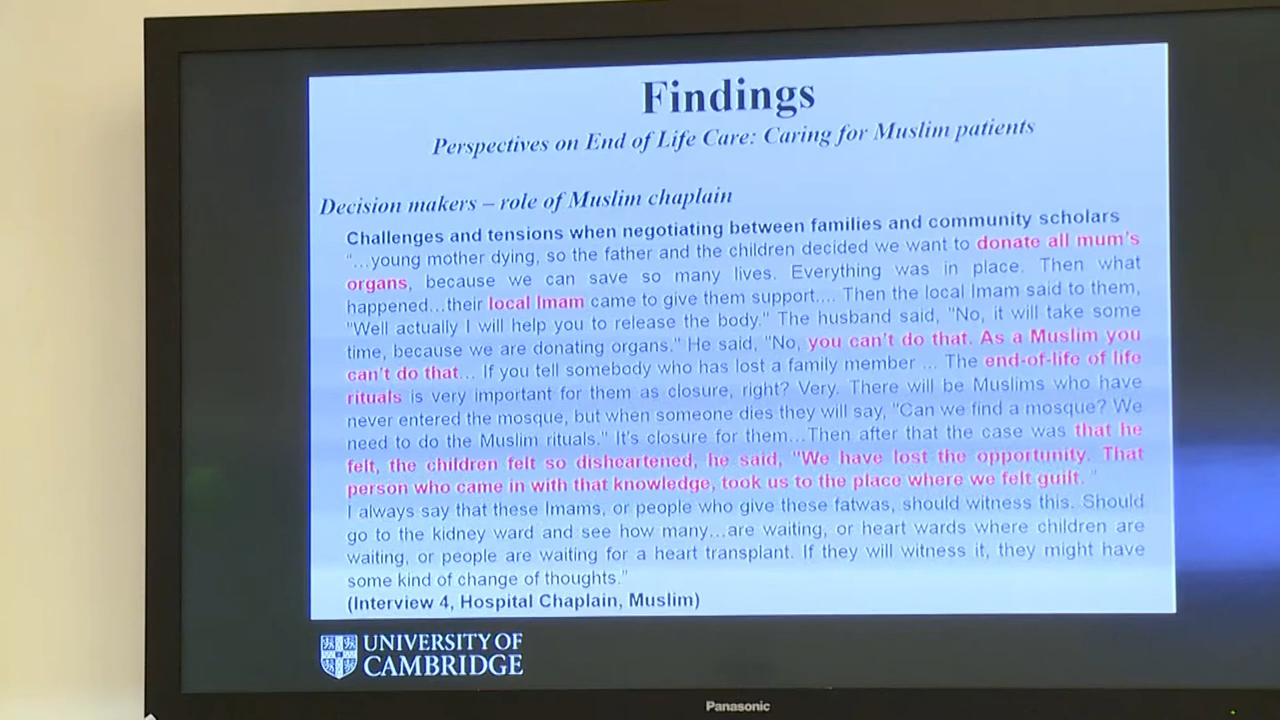 Findings
Perspectives on End of Life Care: Caring for Muslim patients
Decision makers – role of Muslim chaplain
Challenges and tensions when negotiating between families and community scholars
"...young mother dying, so the father and the children decided we want to donate all mum's
organs, because we can save so many lives. Everything was in place. Then what
happened...their local Imam came to give them support.... Then the local Imam said to them,
"Well actually I will help you to release the body." The husband said, "No, it will take some
time, because we are donating organs." He said, "No, you can't do that. As a Muslim you
can't do that... If you tell somebody who has lost a family member ... The end-of-life of life
rituals is very important for them as closure, right? Very. There will be Muslims who have
never entered the mosque, but when someone dies they will say, "Can we find a mosque? We
need to do the Muslim rituals." It's closure for them...Then after that the case was that he
felt, the children felt so disheartened, he said, "We have lost the opportunity. That
person who came in with that knowledge, took us to the place where we felt guilt. "
I always say that these Imams, or people who give these fatwas, should witness this. Should
go to the kidney ward and see how many...are waiting, or heart wards where children are
waiting, or people are waiting for a heart transplant. If they will witness it, they might have
some kind of change of thoughts."
(Interview 4, Hospital Chaplain, Muslim)
UNIVERSITY OF
CAMBRIDGE
Panasonic